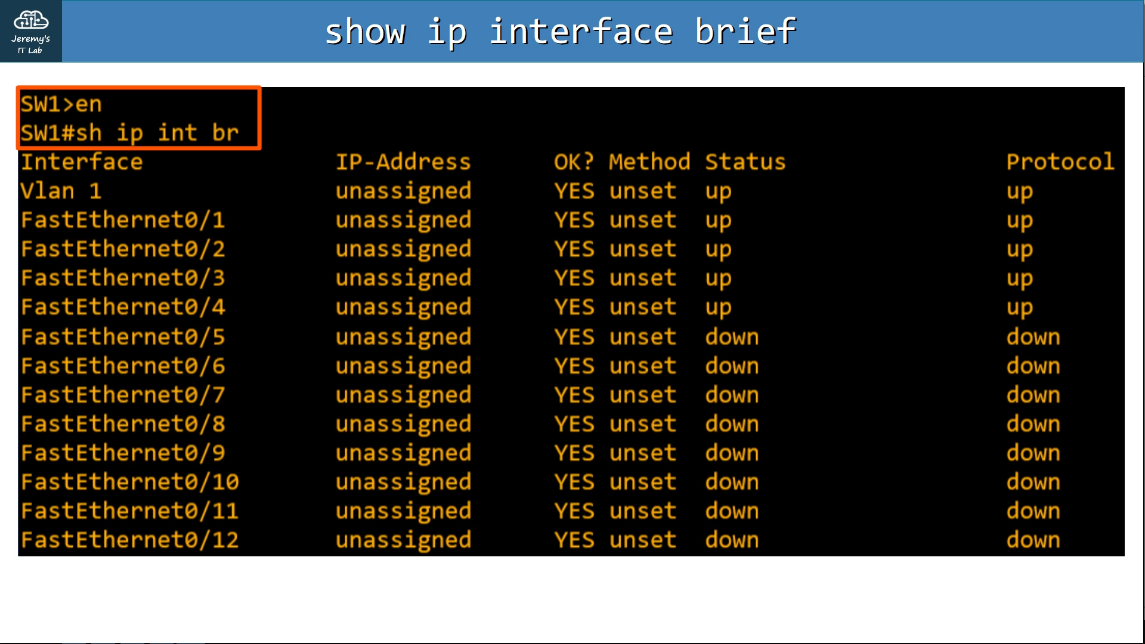 Jeremy's
IT Lab
show ip interface brief
SW1>en
SW1#sh ip int br
Interface IP-Address OK? Method Status Protocol
Vlan 1 unassigned YES unset up up
FastEthernet0/1 unassigned YES unset up up
FastEthernet0/2 unassigned YES unset up up
FastEthernet0/3 unassigned YES unset up up
FastEthernet0/4 unassigned YES unset up up
FastEthernet0/5 unassigned YES unset down down
FastEthernet0/6 unassigned YES unset down down
FastEthernet0/7 unassigned YES unset down down
FastEthernet0/8 unassigned YES unset down down
FastEthernet0/9 unassigned YES unset down down
FastEthernet0/10 unassigned YES unset down down
FastEthernet0/11 unassigned YES unset down down
FastEthernet0/12 unassigned YES unset down down